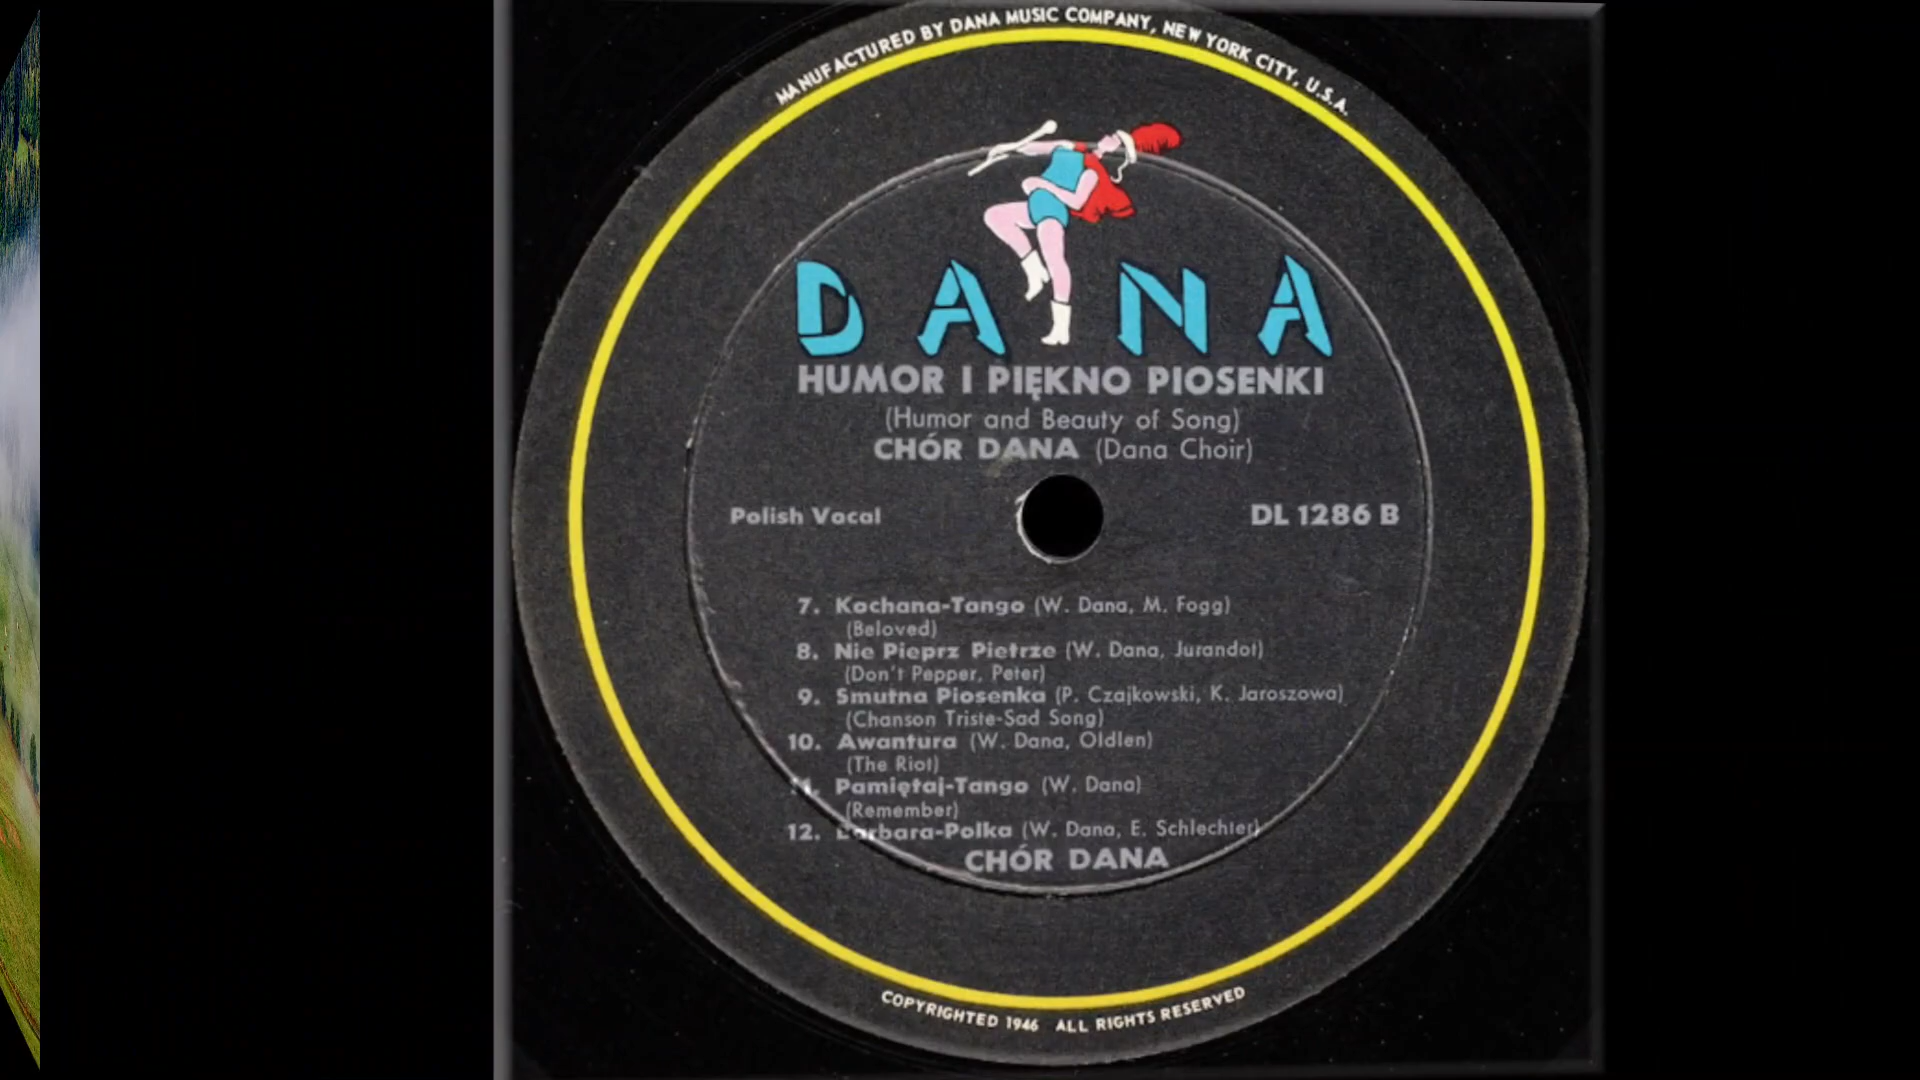 MANUFACTURED BY DANA MUSIC COMPANY, NEW YORK CITY, U.S.A.
DANA
HUMOR I PIĘKNO PIOSENKI
(Humor and Beauty of Song)
CHÓR DANA (Dana Choir)
Polish Vocal
DL 1286 B
7. Kochana-Tango (W. Dana, M. Fogg)
(Beloved)
8. Nie Pieprz Pietrze (W. Dana, Jurandot)
(Don't Pepper, Peter)
9. Smutna Piosenka (P. Czajkowski, K. Jaroszowa)
(Chanson Triste-Sad Song)
10. Awantura (W. Dana, Oldlen)
(The Riot)
11. Pamiętaj-Tango (W. Dana)
(Remember)
12. Barbara-Polka (W. Dana, E. Schlechter)
CHÓR DANA
COPYRIGHTED 1946 ALL RIGHTS RESERVED